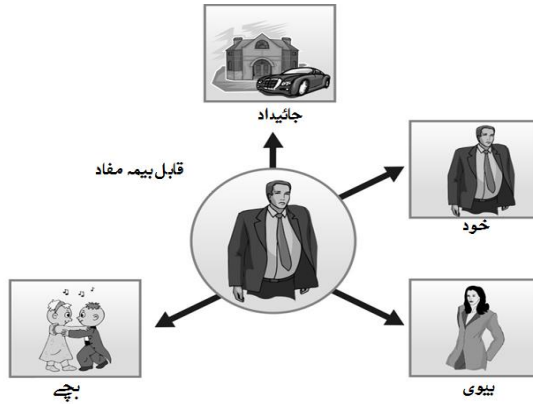 جائیداد
قابل بیمہ مفاد
خود
بچے
بیوی